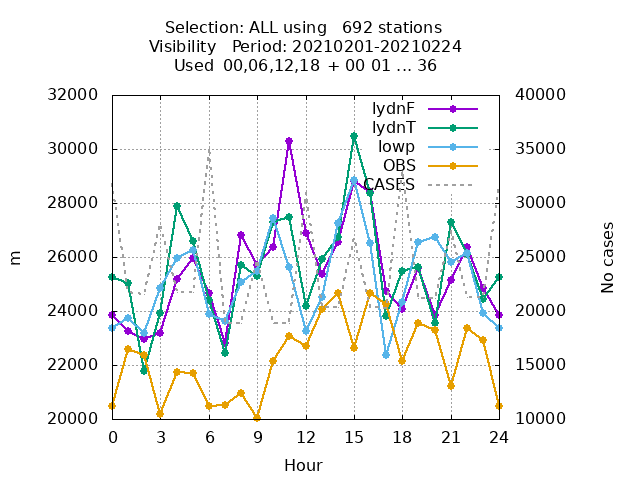 Selection: ALL using   692 stations
Visibility   Period: 20210201-20210224
Used 00,06,12,18 + 00 01 ... 36
32000
40000
lydnF
lydnT
30000
lowp
35000
OBS
CASES
28000
30000
m
26000
25000
No cases
24000
20000
22000
15000
20000
10000
0 3 6 9 12 15 18 21 24
Hour